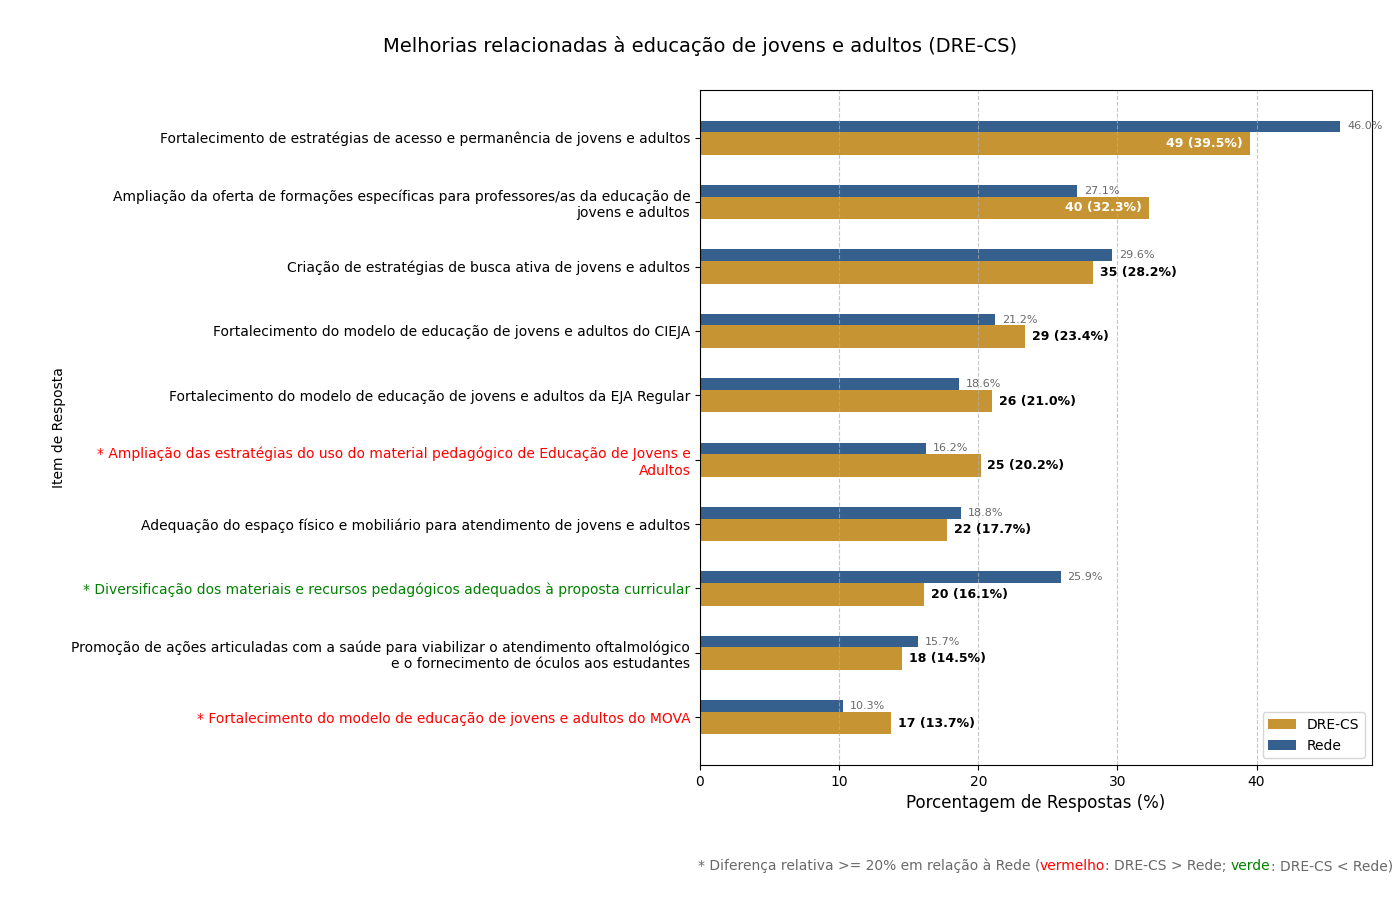 Melhorias relacionadas à educação de jovens e adultos (DRE-CS)
Item de Resposta
Fortalecimento de estratégias de acesso e permanência de jovens e adultos
46.0%
49 (39.5%)
Ampliação da oferta de formações específicas para professores/as da educação de
jovens e adultos
27.1%
40 (32.3%)
Criação de estratégias de busca ativa de jovens e adultos
29.6%
35 (28.2%)
Fortalecimento do modelo de educação de jovens e adultos do CIEJA
21.2%
29 (23.4%)
Fortalecimento do modelo de educação de jovens e adultos da EJA Regular
18.6%
26 (21.0%)
* Ampliação das estratégias do uso do material pedagógico de Educação de Jovens e
Adultos
16.2%
25 (20.2%)
Adequação do espaço físico e mobiliário para atendimento de jovens e adultos
18.8%
22 (17.7%)
* Diversificação dos materiais e recursos pedagógicos adequados à proposta curricular
25.9%
20 (16.1%)
Promoção de ações articuladas com a saúde para viabilizar o atendimento oftalmológico
e o fornecimento de óculos aos estudantes
15.7%
18 (14.5%)
* Fortalecimento do modelo de educação de jovens e adultos do MOVA
10.3%
17 (13.7%)
DRE-CS
Rede
0 10 20 30 40
Porcentagem de Respostas (%)
* Diferença relativa >= 20% em relação à Rede (vermelho: DRE-CS > Rede; verde: DRE-CS < Rede)